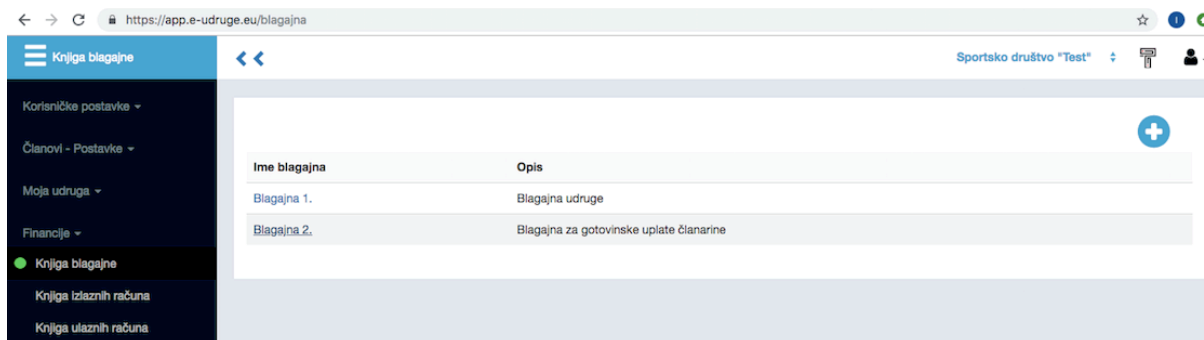 https://app.e-udruge.eu/blagajna
Knjiga blagajne
Sportsko društvo "Test"
Korisničke postavke
Članovi - Postavke
Moja udruga
Financije
Knjiga blagajne
Knjiga izlaznih računa
Knjiga ulaznih računa
Ime blagajna Opis
Blagajna 1. Blagajna udruge
Blagajna 2. Blagajna za gotovinske uplate članarine